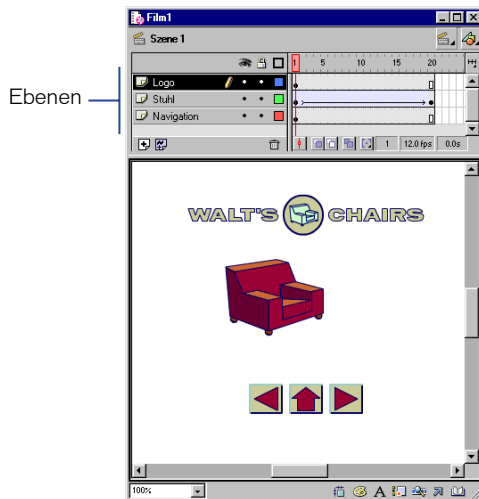 Film1
Szene 1
1 5 10 15 20
Ebenen
Logo
Stuhl
Navigation
1 12.0 fps 0.0s
WALT'S CHAIRS
100%